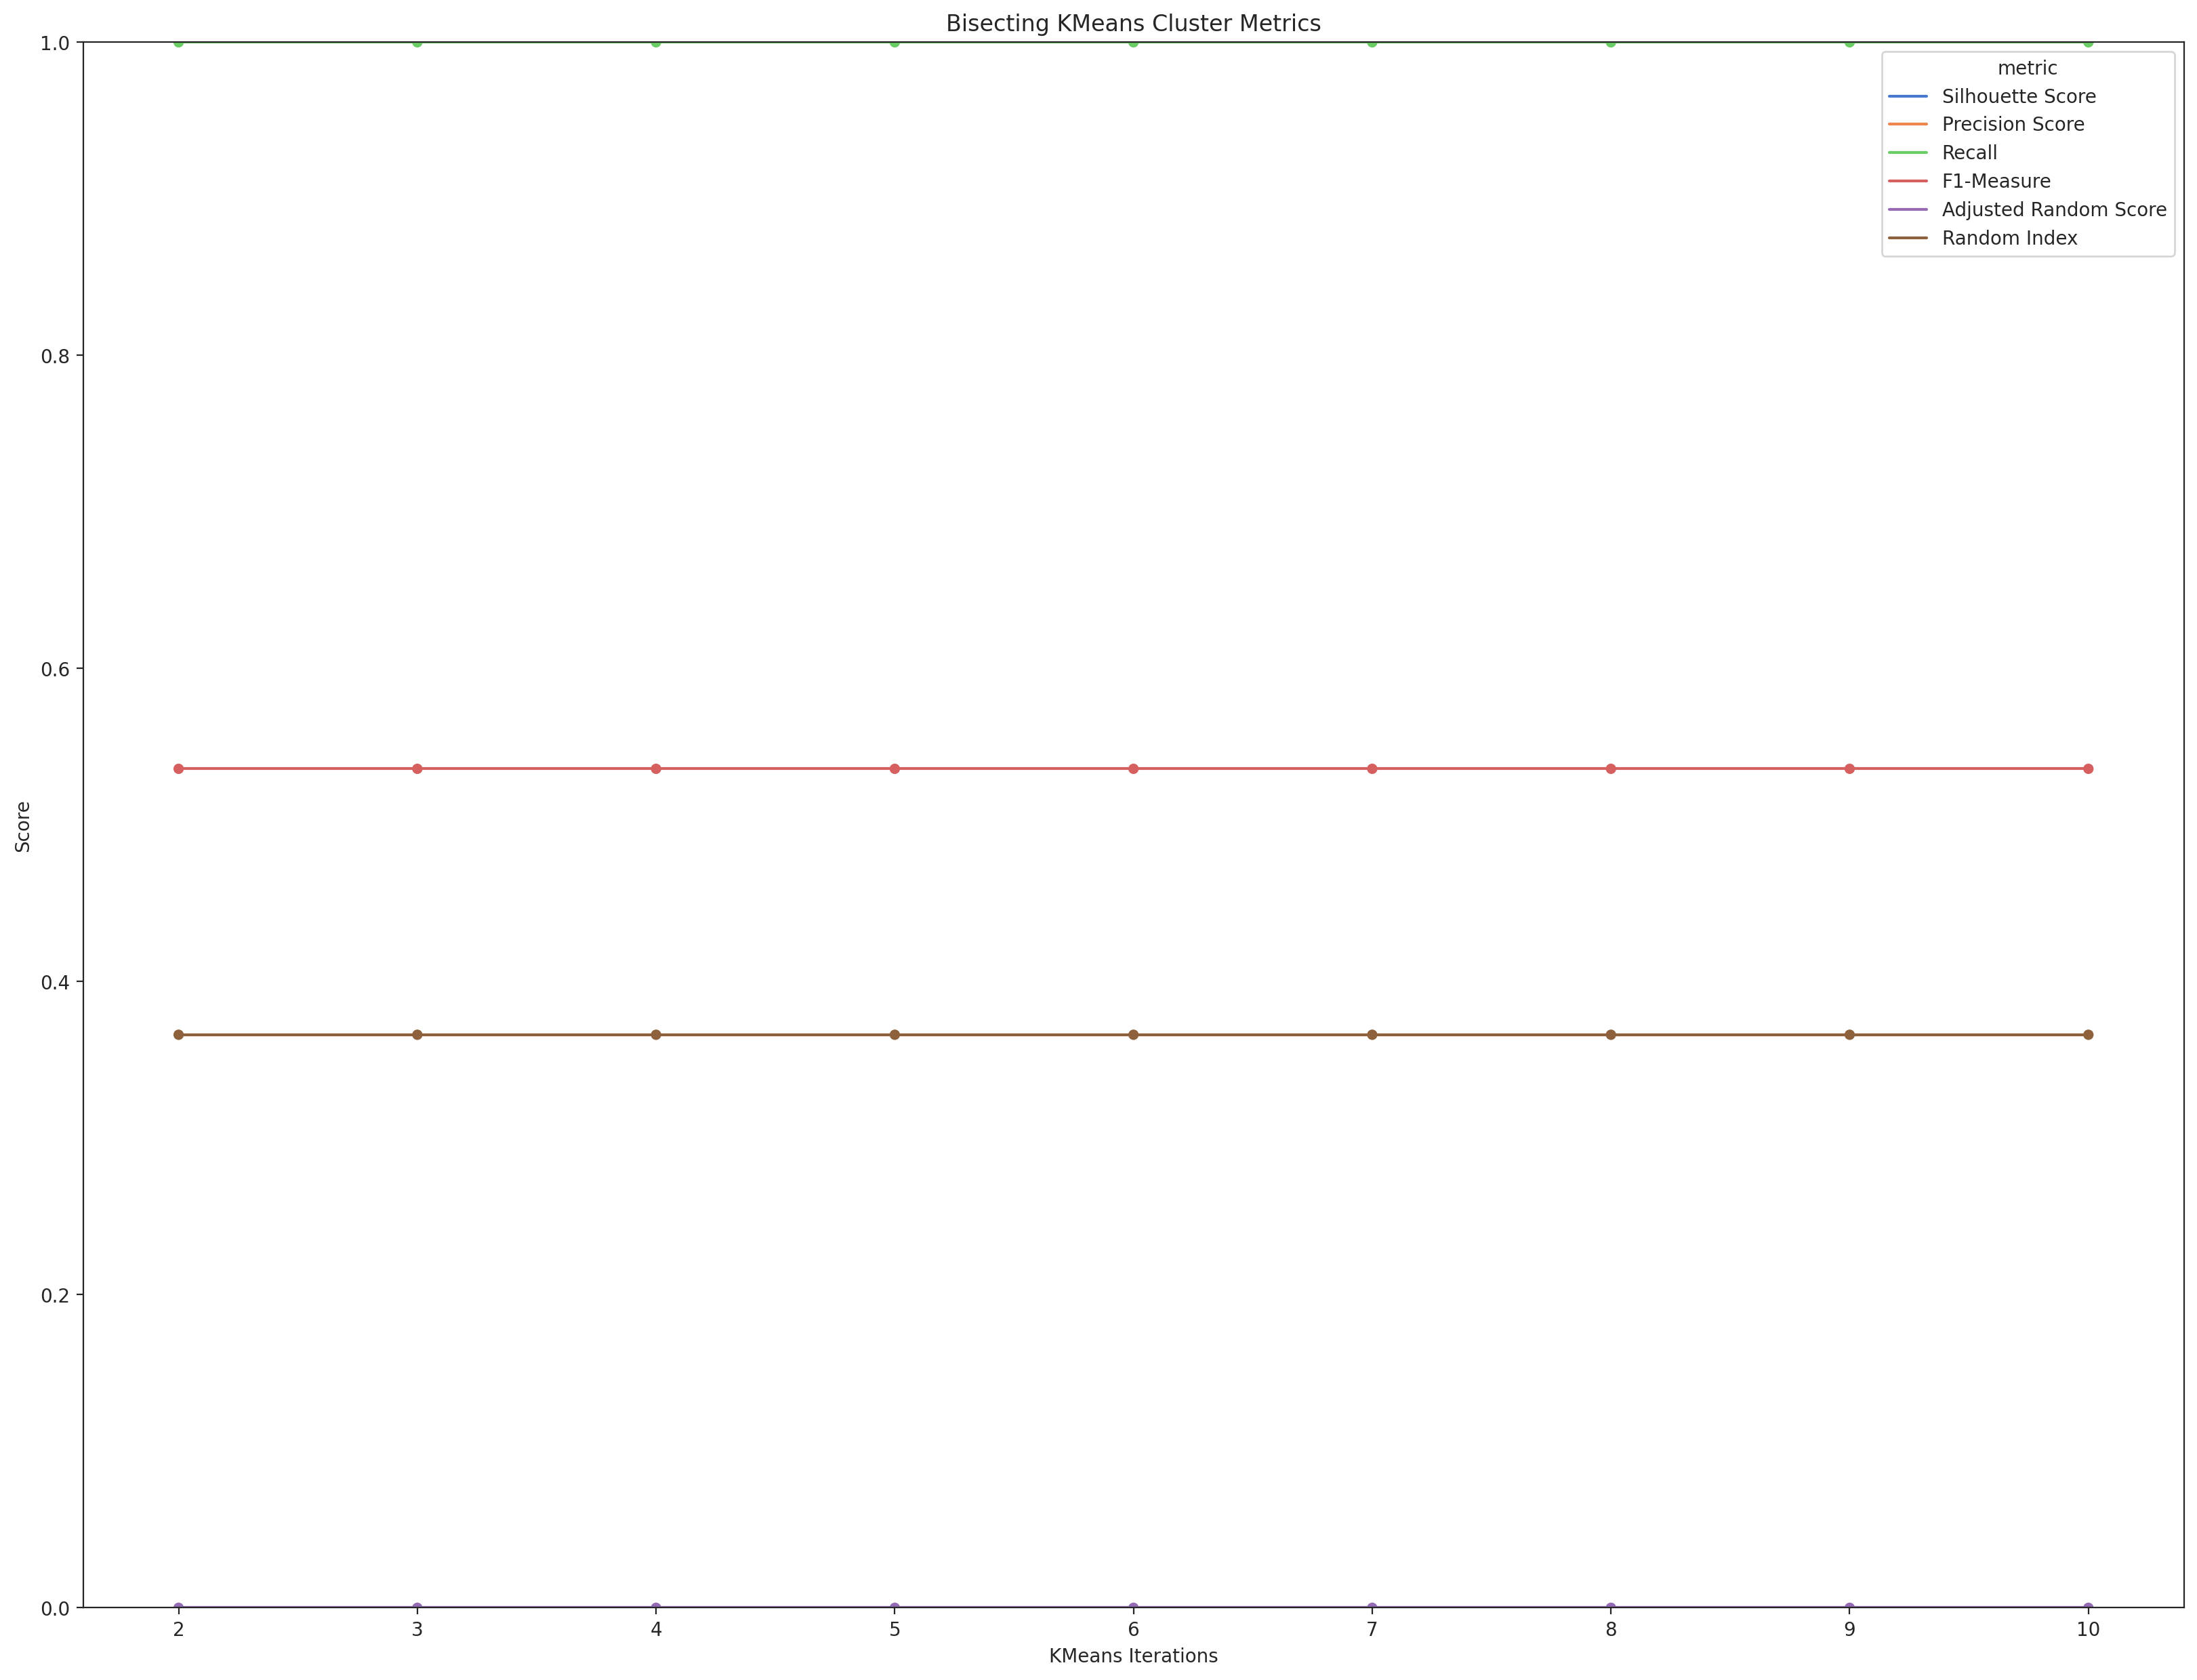 Bisecting KMeans Cluster Metrics
metric
Silhouette Score
Precision Score
Recall
F1-Measure
Adjusted Random Score
Random Index
1.0
0.8
0.6
0.4
0.2
0.0
Score
2 3 4 5 6 7 8 9 10
KMeans Iterations